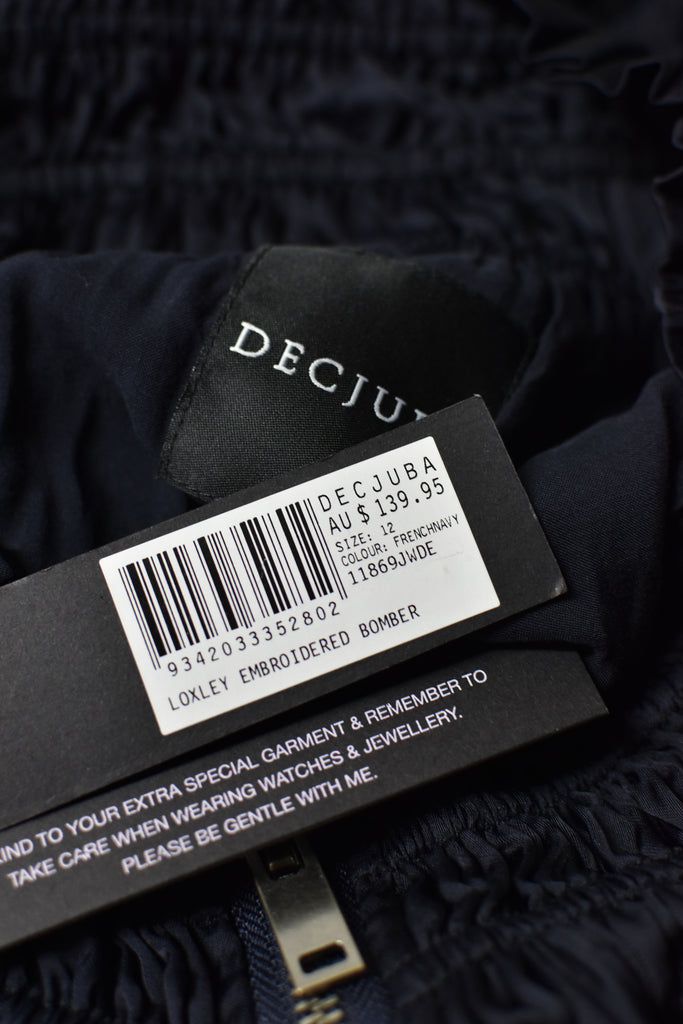 DECJU
DECJUBA
AU $ 139.95
SIZE: 12
COLOUR: FRENCHNAVY
11869JWDE
9342033352802
LOXLEY EMBROIDERED BOMBER
IND TO YOUR EXTRA SPECIAL GARMENT & REMEMBER TO
TAKE CARE WHEN WEARING WATCHES & JEWELLERY.
PLEASE BE GENTLE WITH ME.